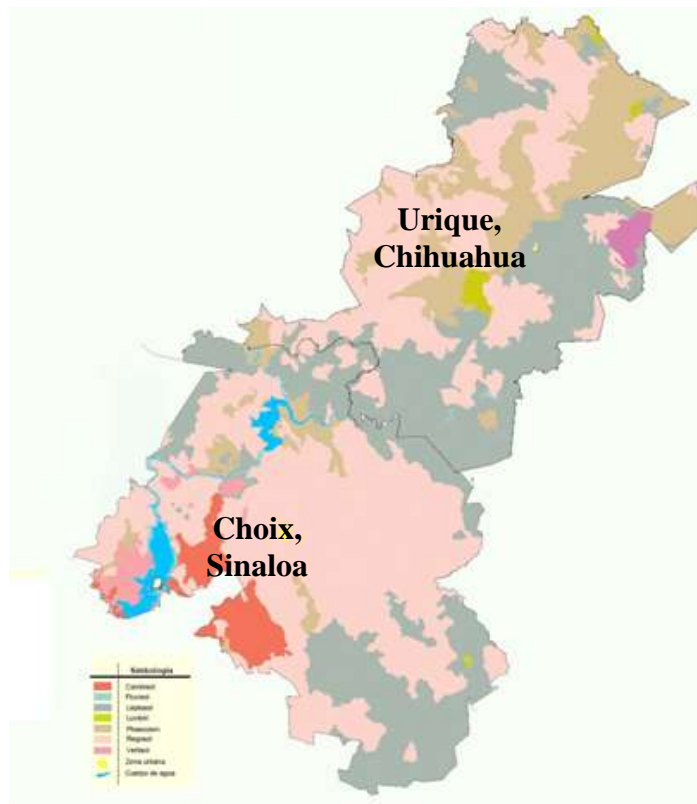 Urique,
Chihuahua
Choix,
Sinaloa
Simbología
Cambisol
Fluvisol
Leptosol
Luvisol
Phaeozem
Regosol
Vertisol
Zona urbana
Cuerpo de agua